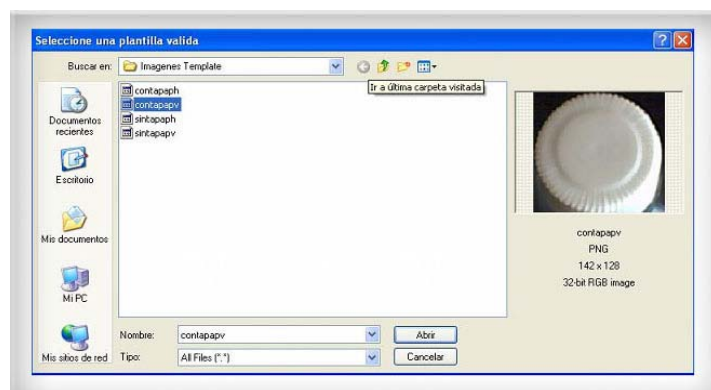 Seleccione una plantilla valida
Buscar en: Imagenes Template
Ir a última carpeta visitada
Documentos
recientes
Escritorio
Mis documentos
Mi PC
Mis sitios de red
contapaph
contapapv
sintapaph
sintapapv
contapapv
PNG
142 x 128
32-bit RGB image
Nombre: contapapv Abrir
Tipo: All Files (*.*) Cancelar